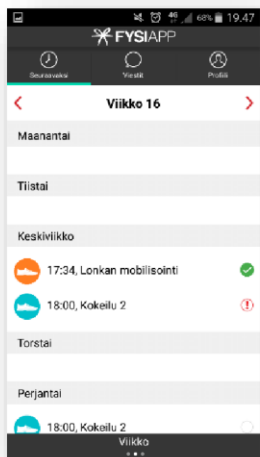 4G 68% 19.47
FYSIAPP
Seuraavaksi Viestit Profiili
Viikko 16
Maanantai
Tiistai
Keskiviikko
17:34, Lonkan mobilisointi
18:00, Kokeilu 2
Torstai
Perjantai
18:00, Kokeilu 2
Viikko